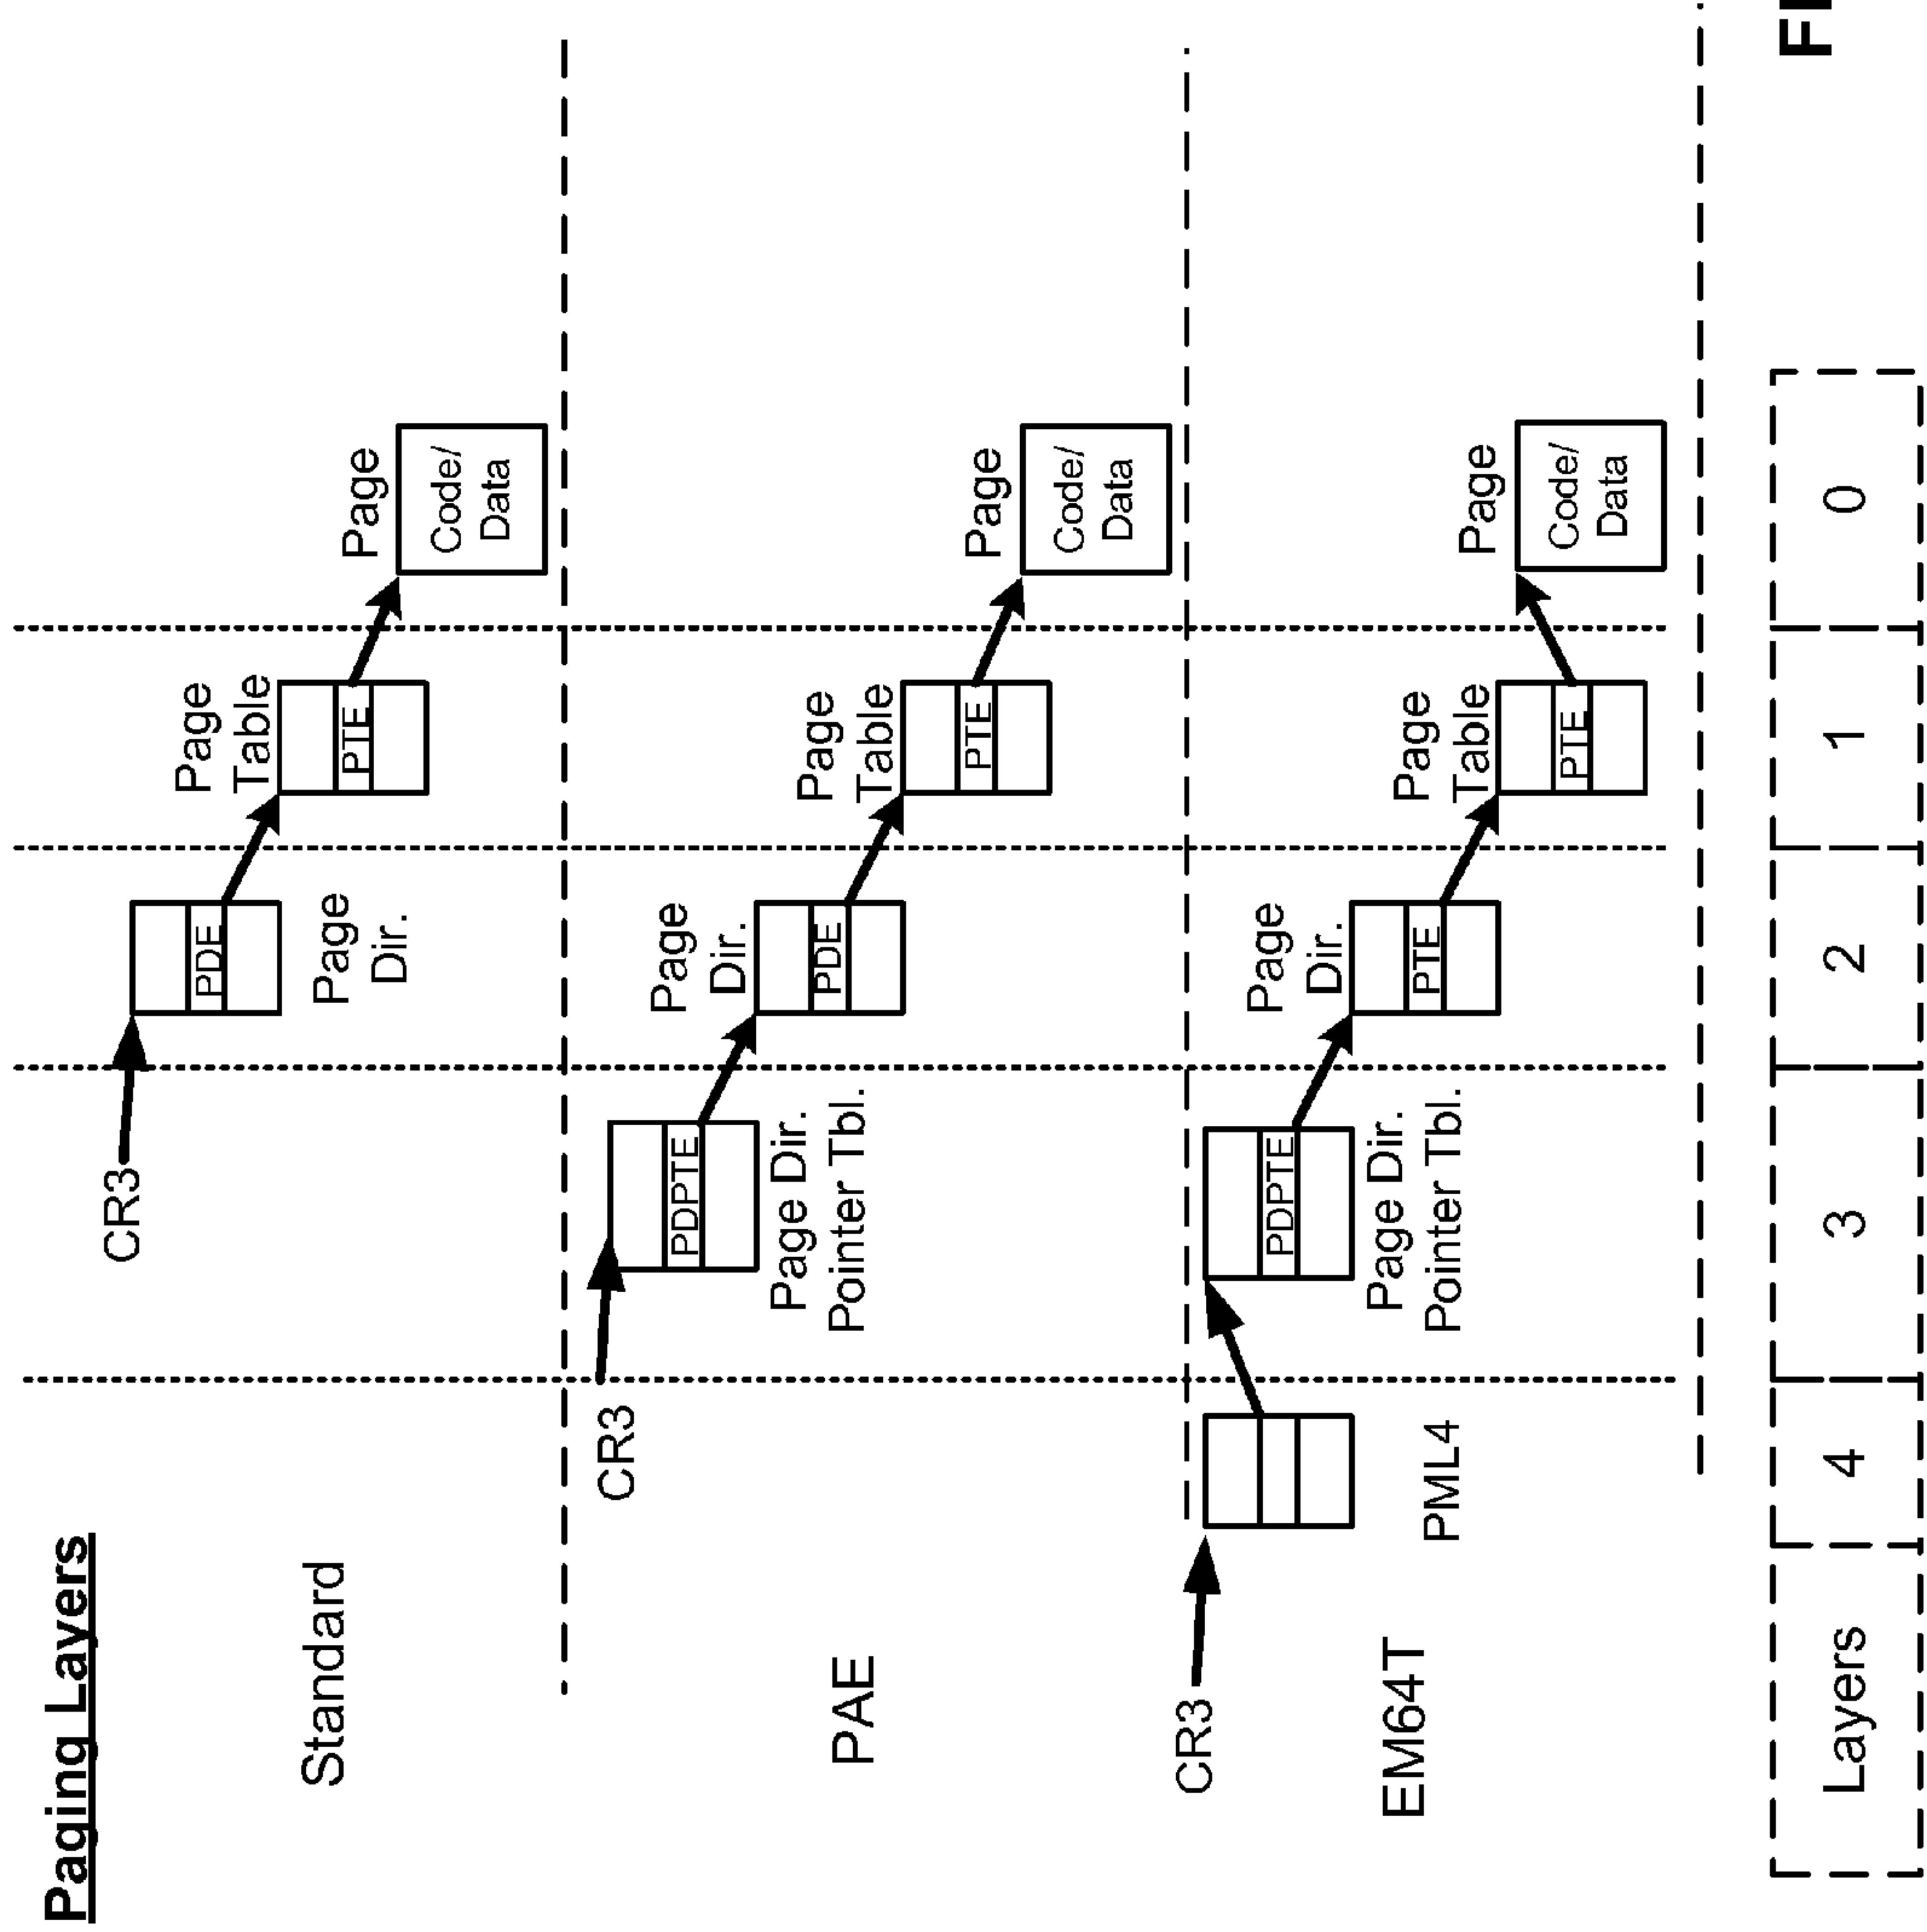 Paging Layers
Standard
CR3
PDE
Page
Dir.
Page
Table
PTE
Page
Code/
Data
PAE
CR3
PDPTE
Page Dir.
Pointer Tbl.
Page
Dir.
PDE
Page
Table
PTE
Page
Code/
Data
EM64T
CR3
PML4
PDPTE
Page Dir.
Pointer Tbl.
Page
Dir.
PTE
Page
Table
PTE
Page
Code/
Data
Layers
4
3
2
1
0